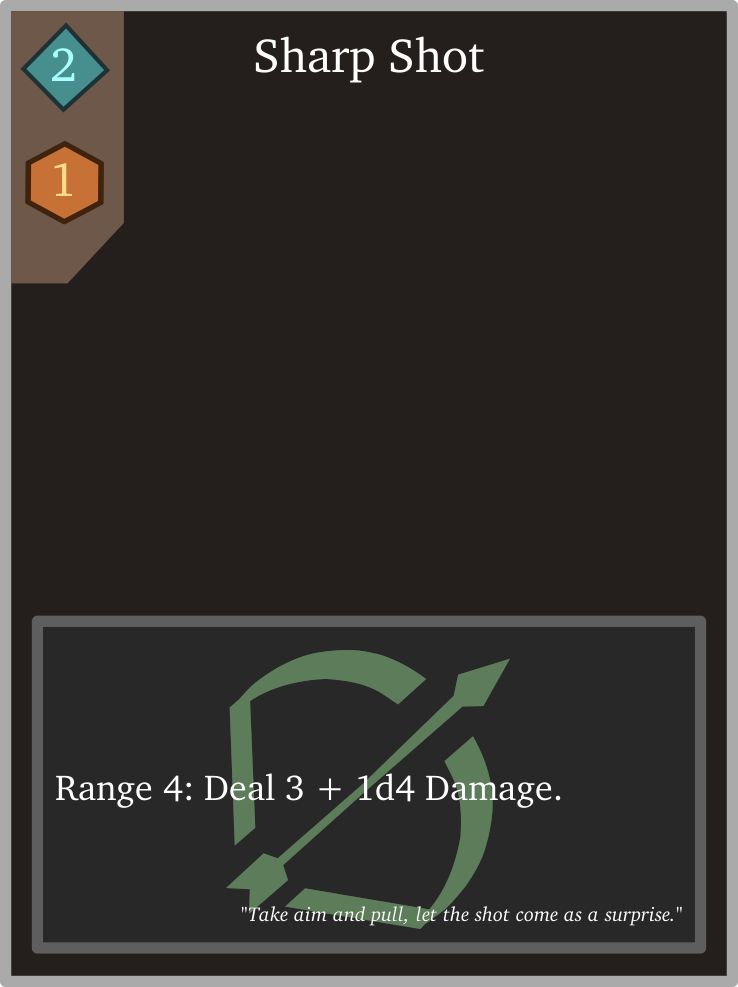 2
Sharp Shot
1
Range 4: Deal 3 + 1d4 Damage.
"Take aim and pull, let the shot come as a surprise."